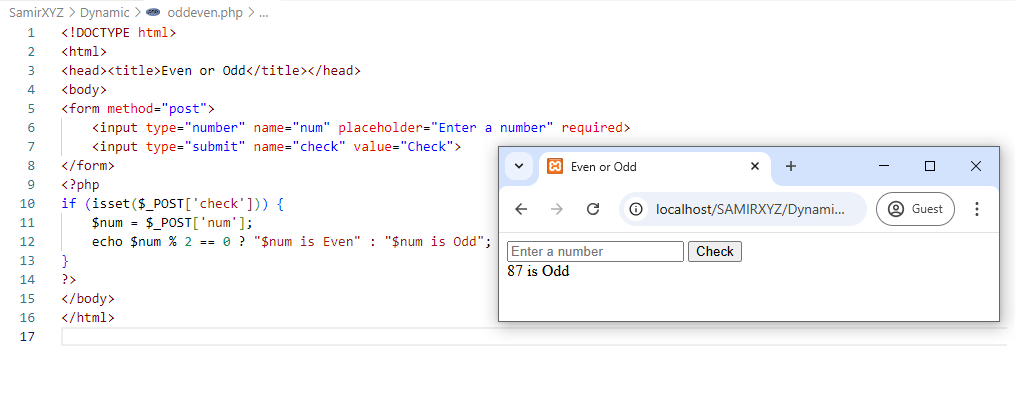 SamirXYZ > Dynamic > oddeven.php > ...
1 <!DOCTYPE html>
2 <html>
3 <head><title>Even or Odd</title></head>
4 <body>
5 <form method="post">
6 <input type="number" name="num" placeholder="Enter a number" required>
7 <input type="submit" name="check" value="Check">
8 </form>
9 <?php
10 if (isset($_POST['check'])) {
11 $num = $_POST['num'];
12 echo $num % 2 == 0 ? "$num is Even" : "$num is Odd";
13 }
14 ?>
15 </body>
16 </html>
17
Even or Odd
localhost/SAMIRXYZ/Dynami...
Guest
Enter a number Check
87 is Odd